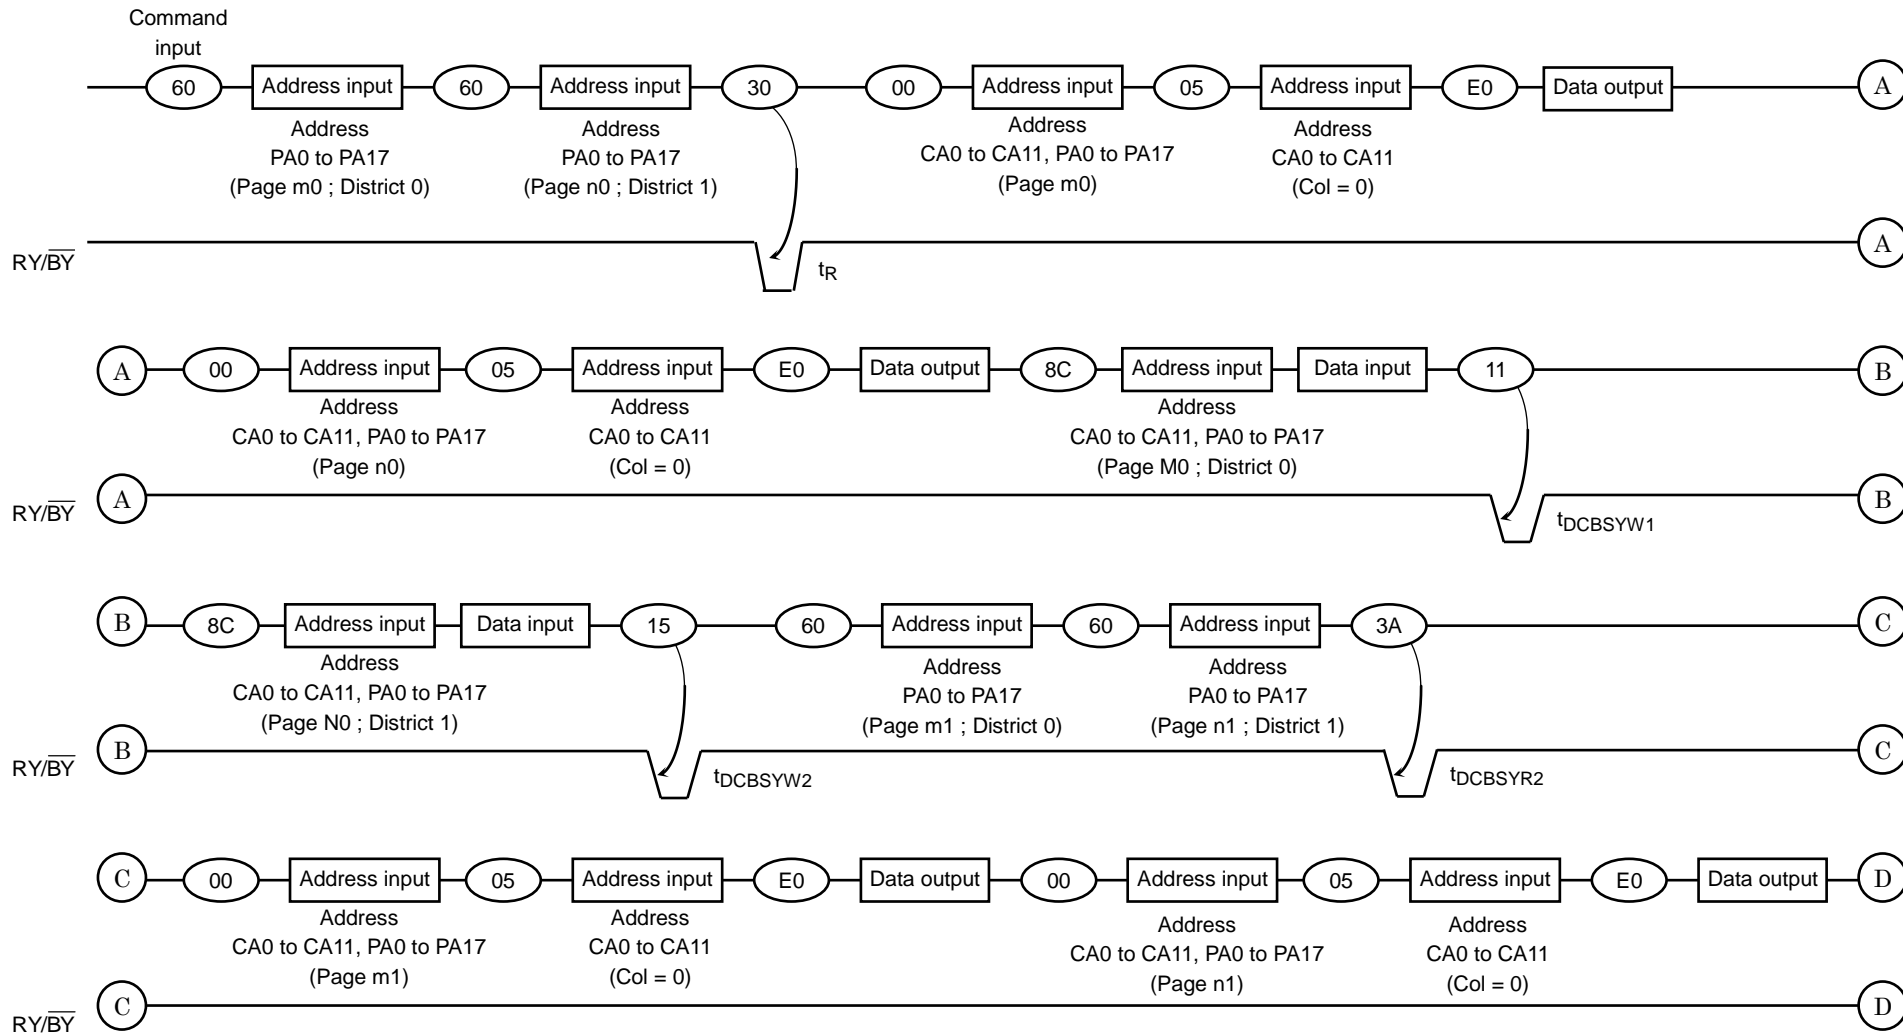 Command
input
60 Address input 60 Address input 30 00 Address input 05 Address input E0 Data output A
Address
PA0 to PA17
(Page m0 ; District 0)
Address
PA0 to PA17
(Page n0 ; District 1)
Address
CA0 to CA11, PA0 to PA17
(Page m0)
Address
CA0 to CA11
(Col = 0)
RY/BY tR A
A 00 Address input 05 Address input E0 Data output 8C Address input Data input 11 B
Address
CA0 to CA11, PA0 to PA17
(Page n0)
Address
CA0 to CA11
(Col = 0)
Address
CA0 to CA11, PA0 to PA17
(Page M0 ; District 0)
RY/BY A tDCBSYW1 B
B 8C Address input Data input 15 60 Address input 60 Address input 3A C
Address
CA0 to CA11, PA0 to PA17
(Page N0 ; District 1)
Address
PA0 to PA17
(Page m1 ; District 0)
Address
PA0 to PA17
(Page n1 ; District 1)
RY/BY B tDCBSYW2 tDCBSYR2 C
C 00 Address input 05 Address input E0 Data output 00 Address input 05 Address input E0 Data output D
Address
CA0 to CA11, PA0 to PA17
(Page m1)
Address
CA0 to CA11
(Col = 0)
Address
CA0 to CA11, PA0 to PA17
(Page n1)
Address
CA0 to CA11
(Col = 0)
RY/BY C D